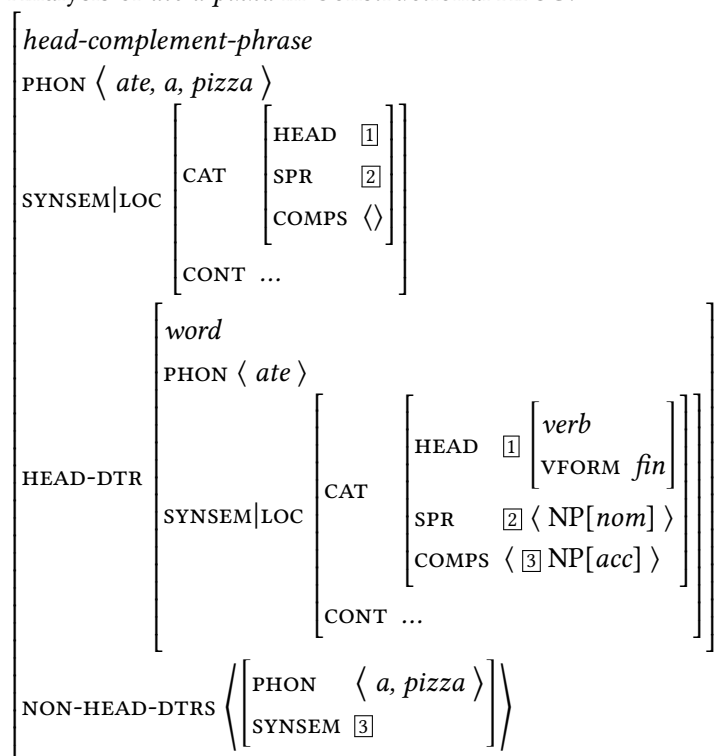 head-complement-phrase
PHON ⟨ ate, a, pizza ⟩
HEAD 1
CAT SPR 2
SYNSEM|LOC COMPS ⟨⟩
CONT ...
word
PHON ⟨ ate ⟩
verb
HEAD 1 VFORM fin
HEAD-DTR CAT
SYNSEM|LOC SPR 2 ⟨ NP[nom] ⟩
COMPS ⟨ 3 NP[acc] ⟩
CONT ...
PHON ⟨ a, pizza ⟩
NON-HEAD-DTRS SYNSEM 3